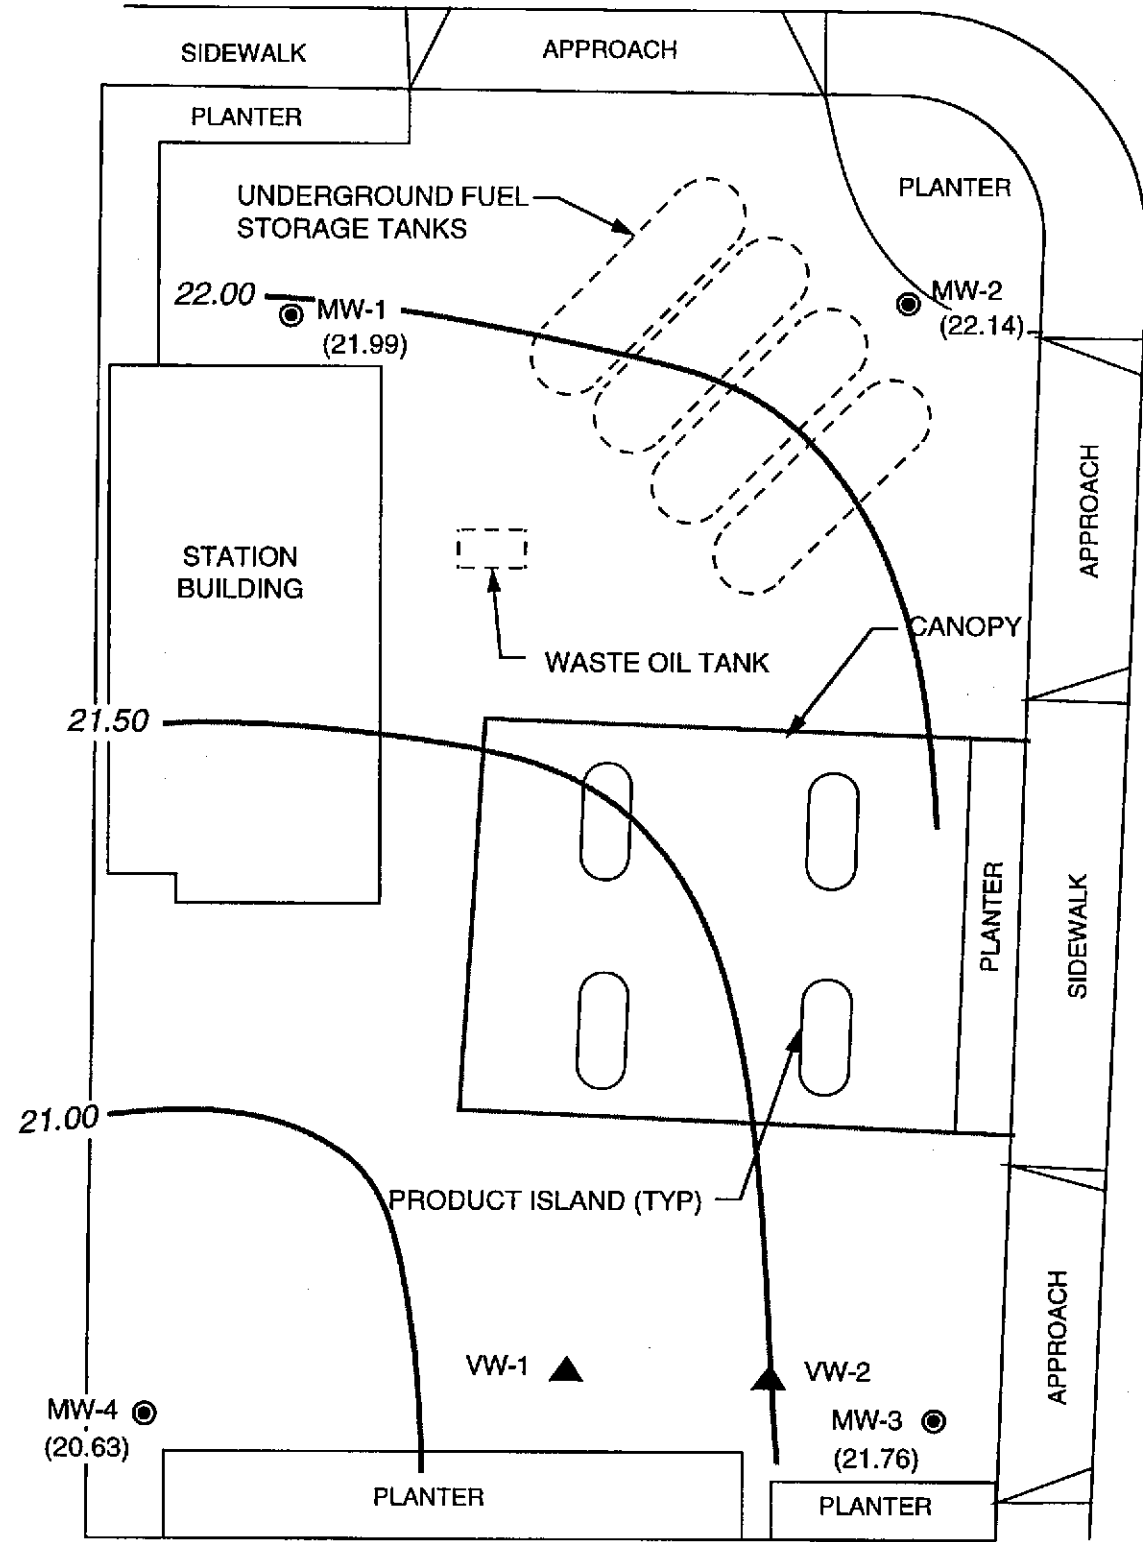 SIDEWALK
APPROACH
PLANTER
PLANTER
UNDERGROUND FUEL
STORAGE TANKS
22.00
MW-1
(21.99)
MW-2
(22.14)
APPROACH
STATION
BUILDING
CANOPY
WASTE OIL TANK
21.50
PLANTER
SIDEWALK
21.00
PRODUCT ISLAND (TYP)
APPROACH
VW-1
VW-2
MW-4
(20.63)
MW-3
(21.76)
PLANTER
PLANTER